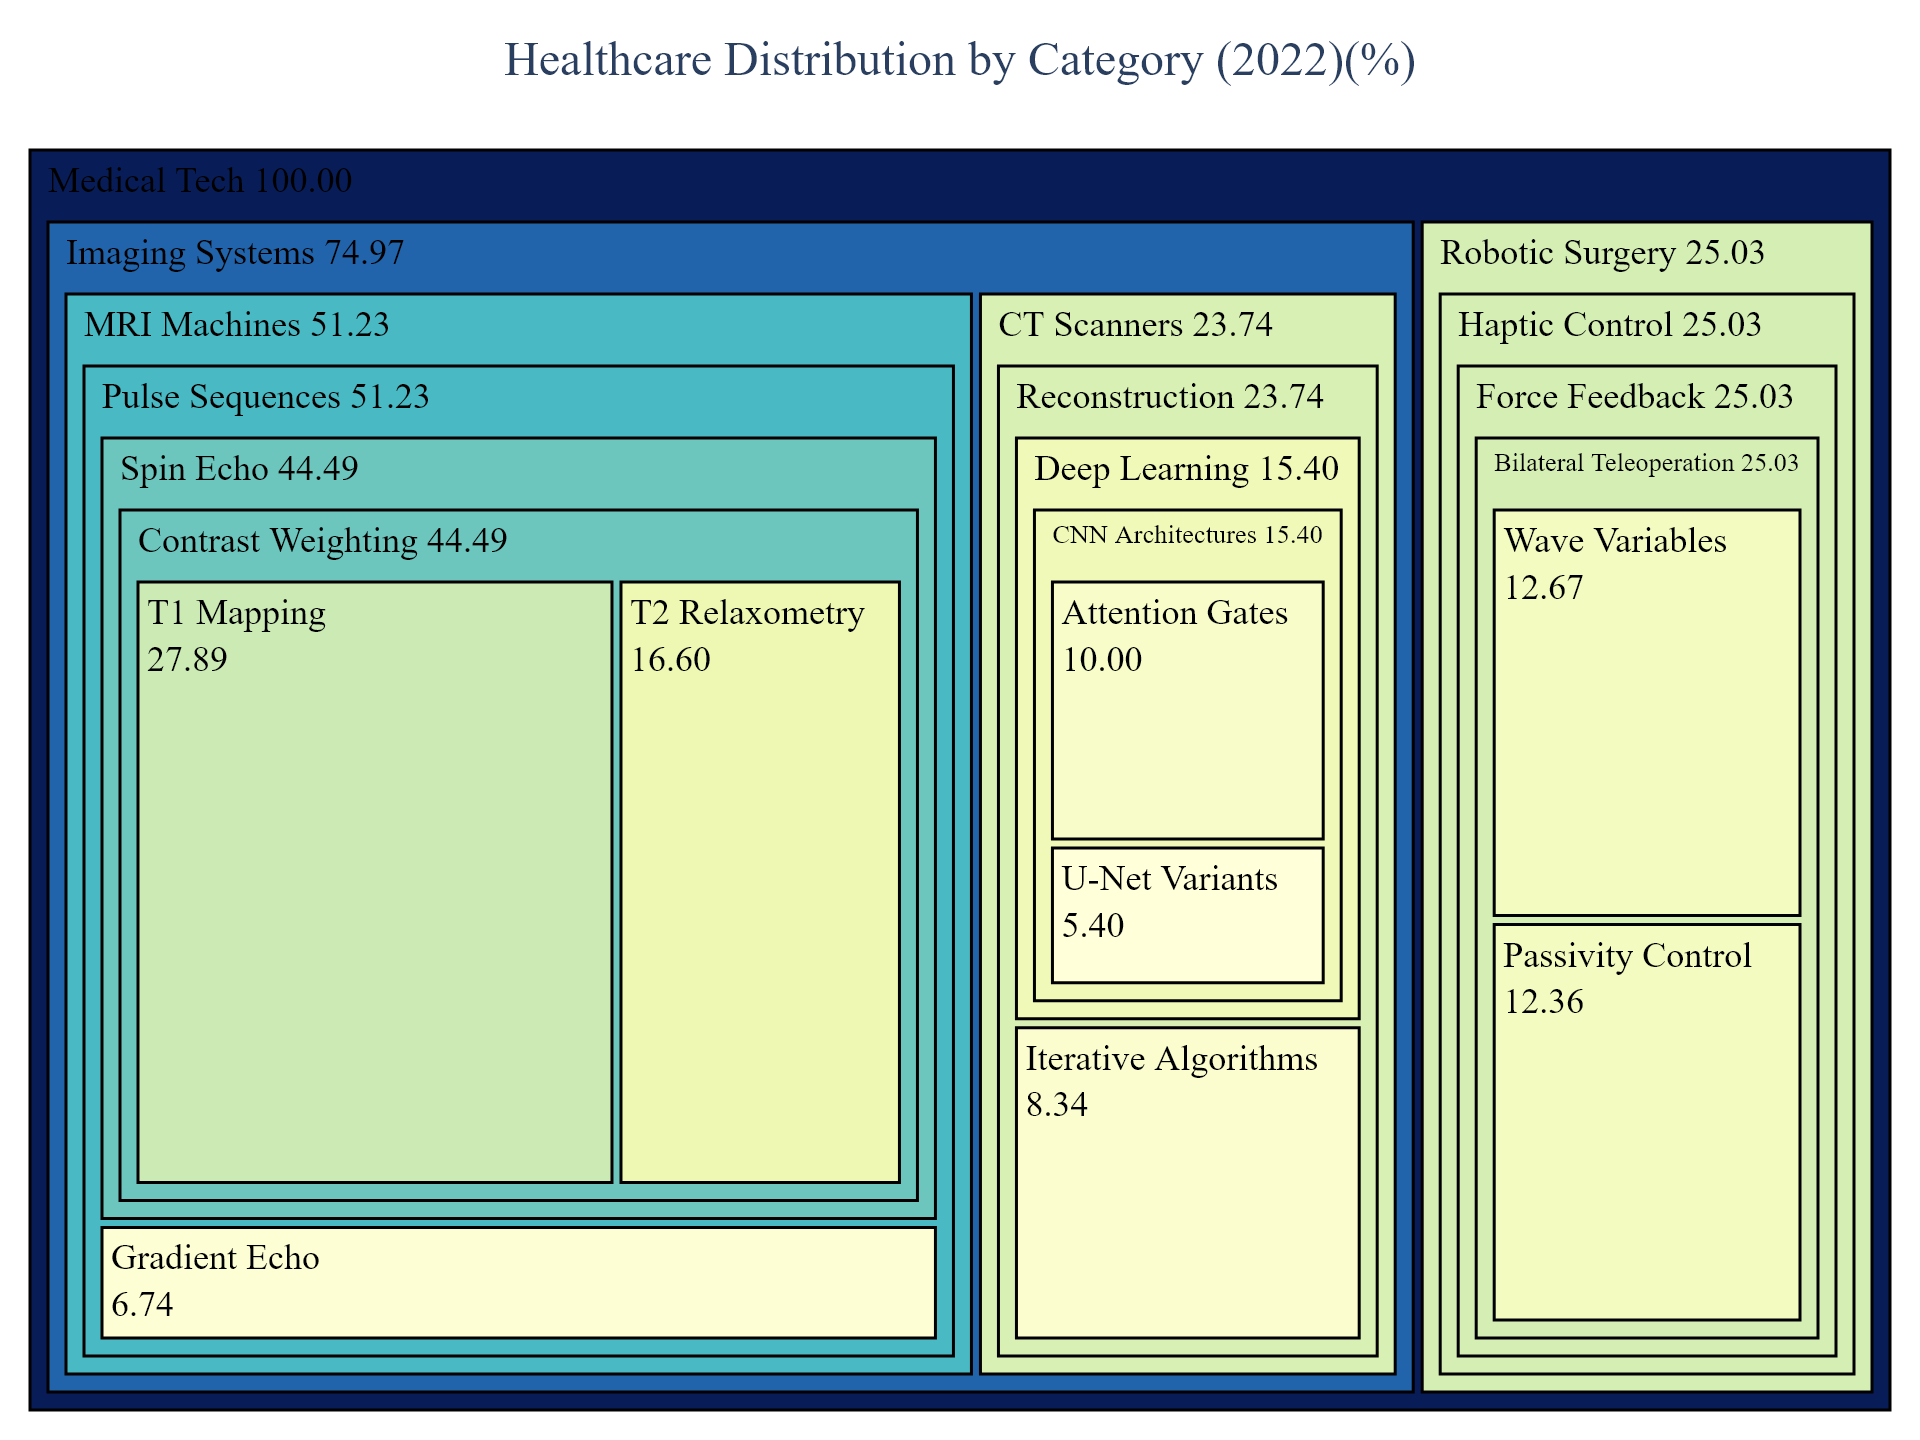 Healthcare Distribution by Category (2022)(%)
Medical Tech 100.00
Imaging Systems 74.97
MRI Machines 51.23
Pulse Sequences 51.23
Spin Echo 44.49
Contrast Weighting 44.49
T1 Mapping
27.89
T2 Relaxometry
16.60
Gradient Echo
6.74
CT Scanners 23.74
Reconstruction 23.74
Deep Learning 15.40
CNN Architectures 15.40
Attention Gates
10.00
U-Net Variants
5.40
Iterative Algorithms
8.34
Robotic Surgery 25.03
Haptic Control 25.03
Force Feedback 25.03
Bilateral Teleoperation 25.03
Wave Variables
12.67
Passivity Control
12.36